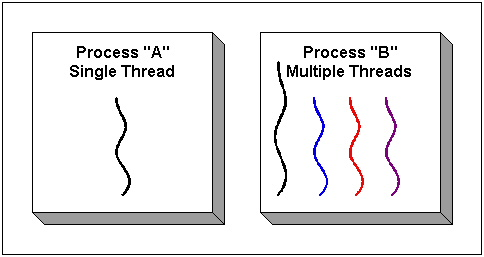 Process "A"
Single Thread
Process "B"
Multiple Threads